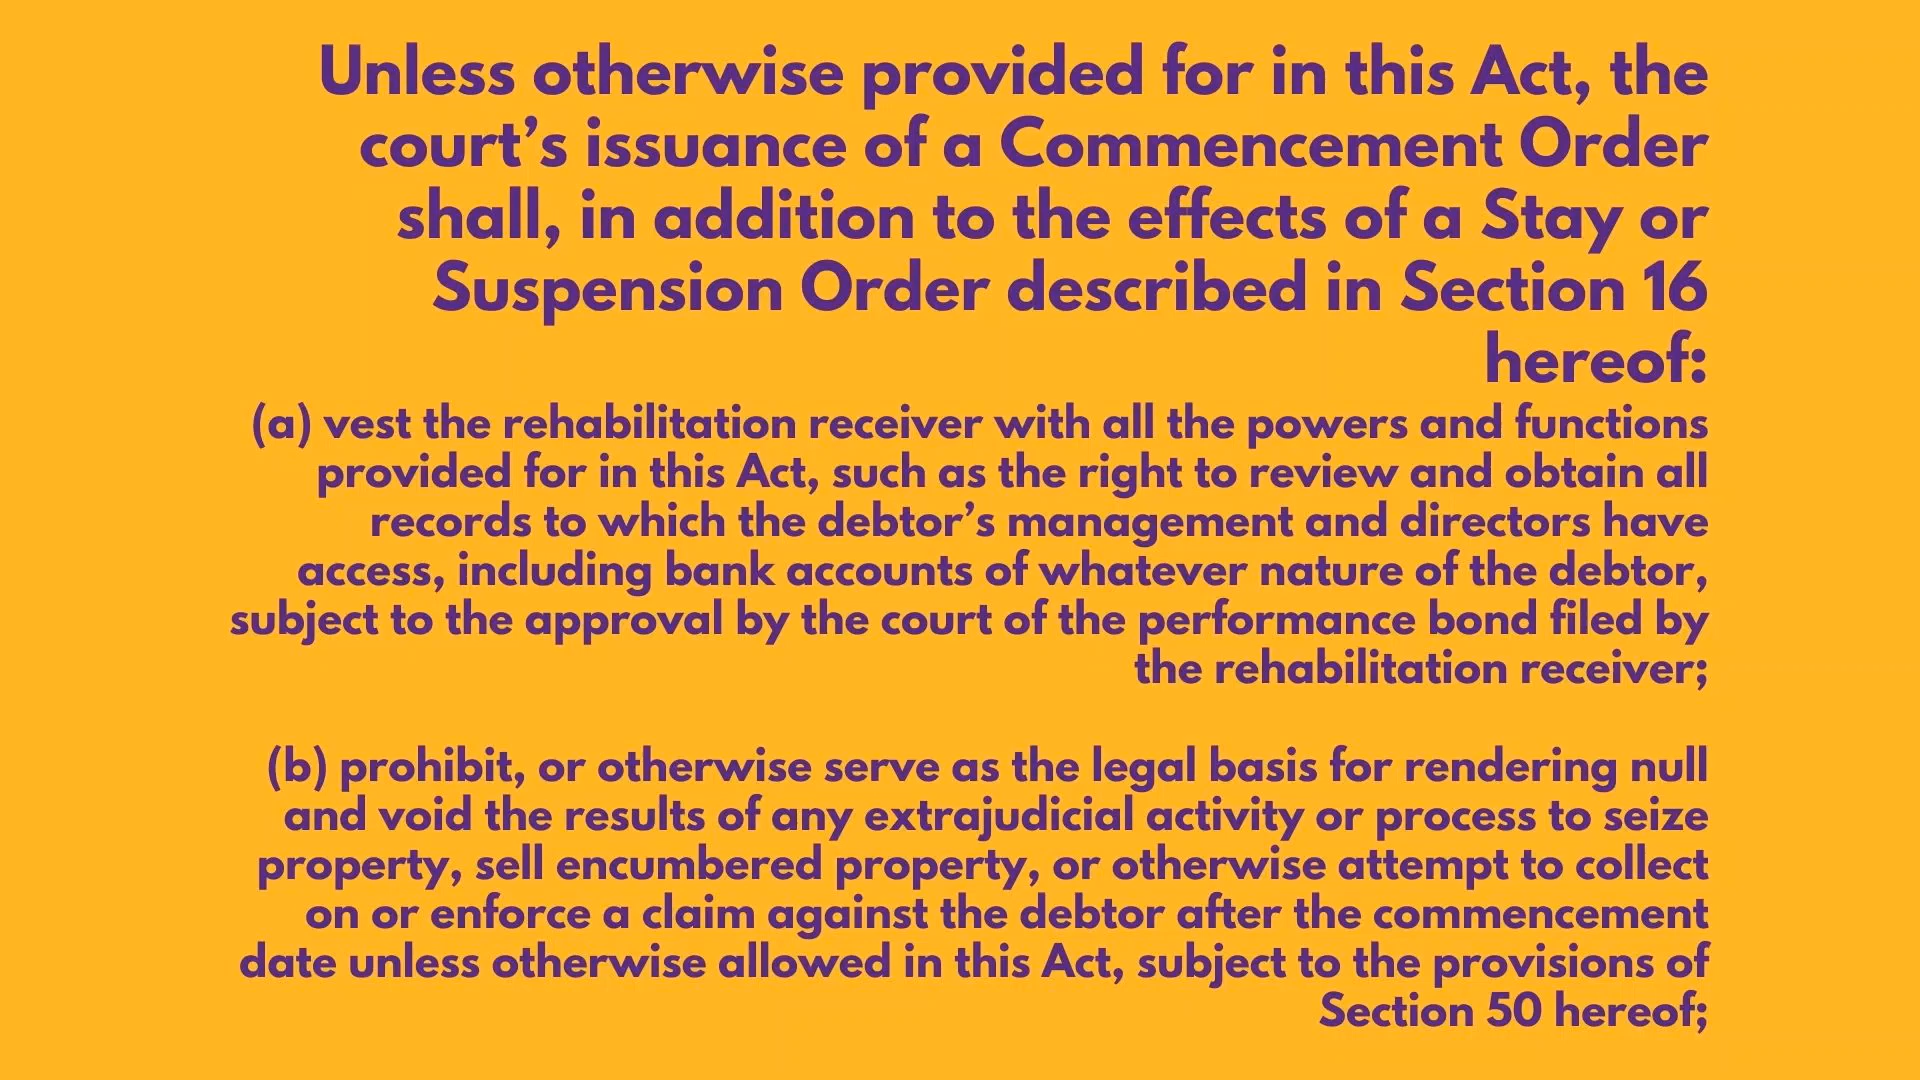 Unless otherwise provided for in this Act, the
court’s issuance of a Commencement Order
shall, in addition to the effects of a Stay or
Suspension Order described in Section 16
hereof:
(a) vest the rehabilitation receiver with all the powers and functions
provided for in this Act, such as the right to review and obtain all
records to which the debtor’s management and directors have
access, including bank accounts of whatever nature of the debtor,
subject to the approval by the court of the performance bond filed by
the rehabilitation receiver;
(b) prohibit, or otherwise serve as the legal basis for rendering null
and void the results of any extrajudicial activity or process to seize
property, sell encumbered property, or otherwise attempt to collect
on or enforce a claim against the debtor after the commencement
date unless otherwise allowed in this Act, subject to the provisions of
Section 50 hereof;